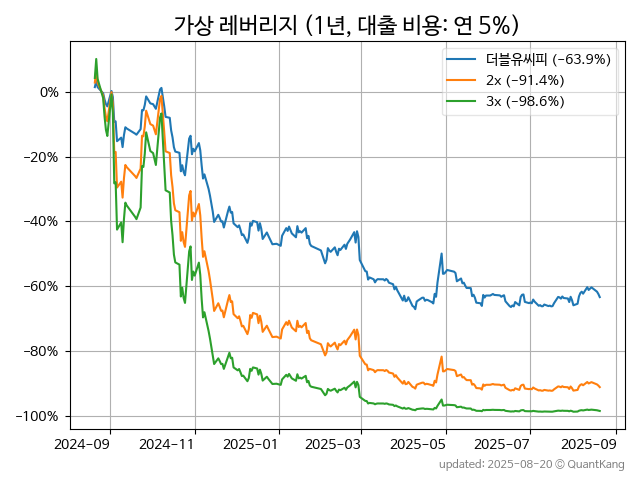 가상 레버리지 (1년, 대출 비용: 연 5%)
더블유씨피 (-63.9%)
2x (-91.4%)
3x (-98.6%)
0%
-20%
-40%
-60%
-80%
-100%
2024-09 2024-11 2025-01 2025-03 2025-05 2025-07 2025-09
updated: 2025-08-20 © QuantKang